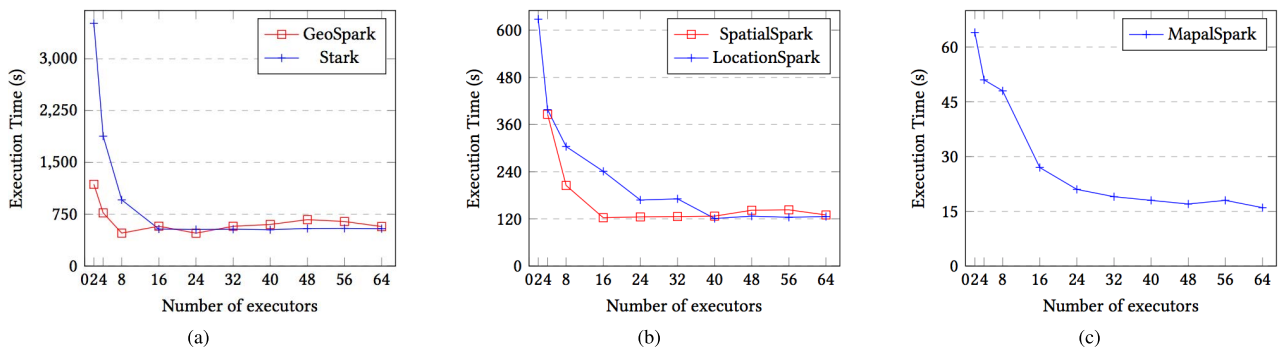 GeoSpark
Stark
3,000
2,250
1,500
750
0
Execution Time (s)
0 2 4 8 16 24 32 40 48 56 64
Number of executors
(a)
SpatialSpark
LocationSpark
600
480
360
240
120
0
Execution Time (s)
0 2 4 8 16 24 32 40 48 56 64
Number of executors
(b)
MapalSpark
60
45
30
15
0
Execution Time (s)
0 2 4 8 16 24 32 40 48 56 64
Number of executors
(c)